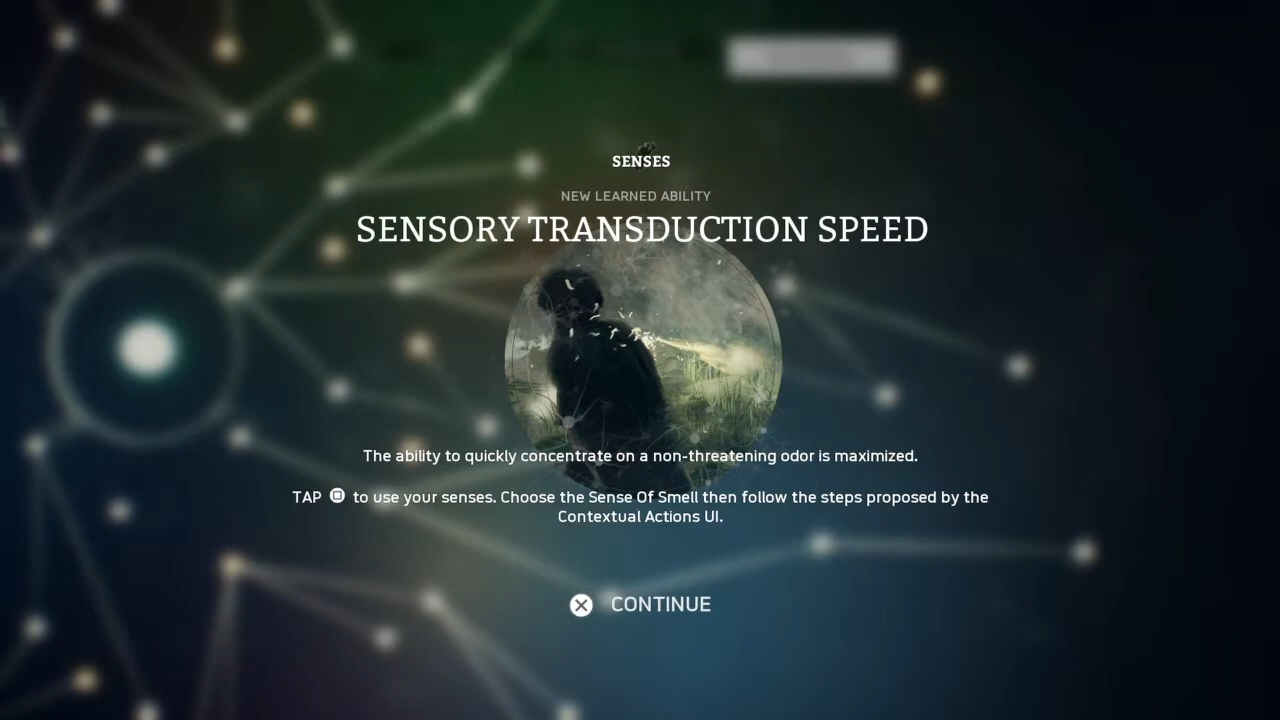 SENSES
NEW LEARNED ABILITY
SENSORY TRANSDUCTION SPEED
The ability to quickly concentrate on a non-threatening odor is maximized.
TAP to use your senses. Choose the Sense Of Smell then follow the steps proposed by the
Contextual Actions UI.
CONTINUE